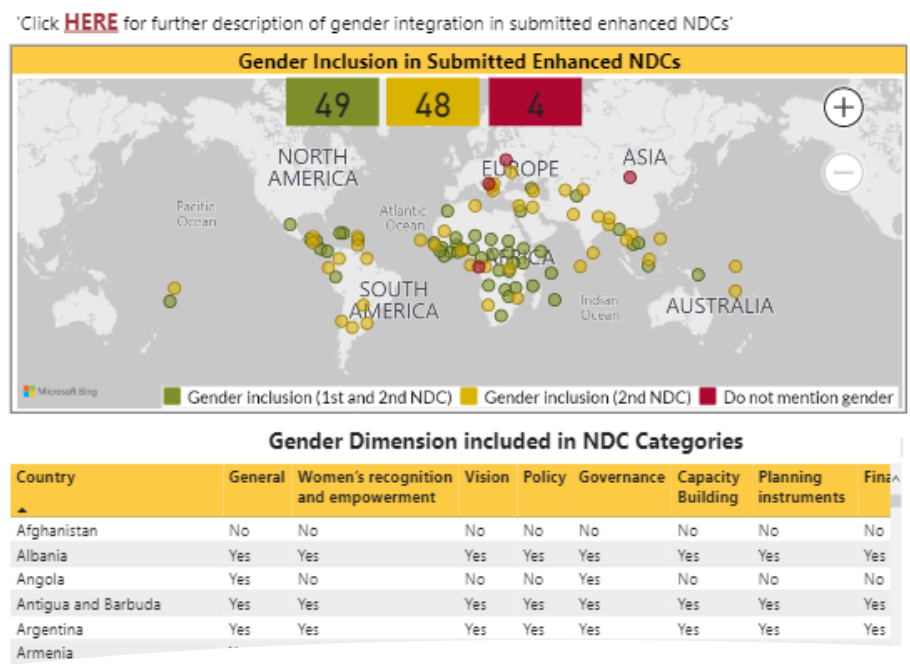 'Click HERE for further description of gender integration in submitted enhanced NDCs'
Gender Inclusion in Submitted Enhanced NDCs
49 48 4
+
−
NORTH
AMERICA
EUROPE
ASIA
Pacific
Ocean
Atlantic
Ocean
AFRICA
SOUTH
AMERICA
Indian
Ocean
AUSTRALIA
Microsoft Bing
Gender inclusion (1st and 2nd NDC) Gender inclusion (2nd NDC) Do not mention gender
Gender Dimension included in NDC Categories
Country General Women's recognition and empowerment Vision Policy Governance Capacity Building Planning instruments Fina
Afghanistan No No No No No No No No
Albania Yes Yes Yes Yes Yes Yes Yes Yes
Angola Yes No No No Yes No No No
Antigua and Barbuda Yes Yes Yes Yes Yes Yes Yes Yes
Argentina Yes Yes Yes Yes Yes Yes Yes Yes
Armenia